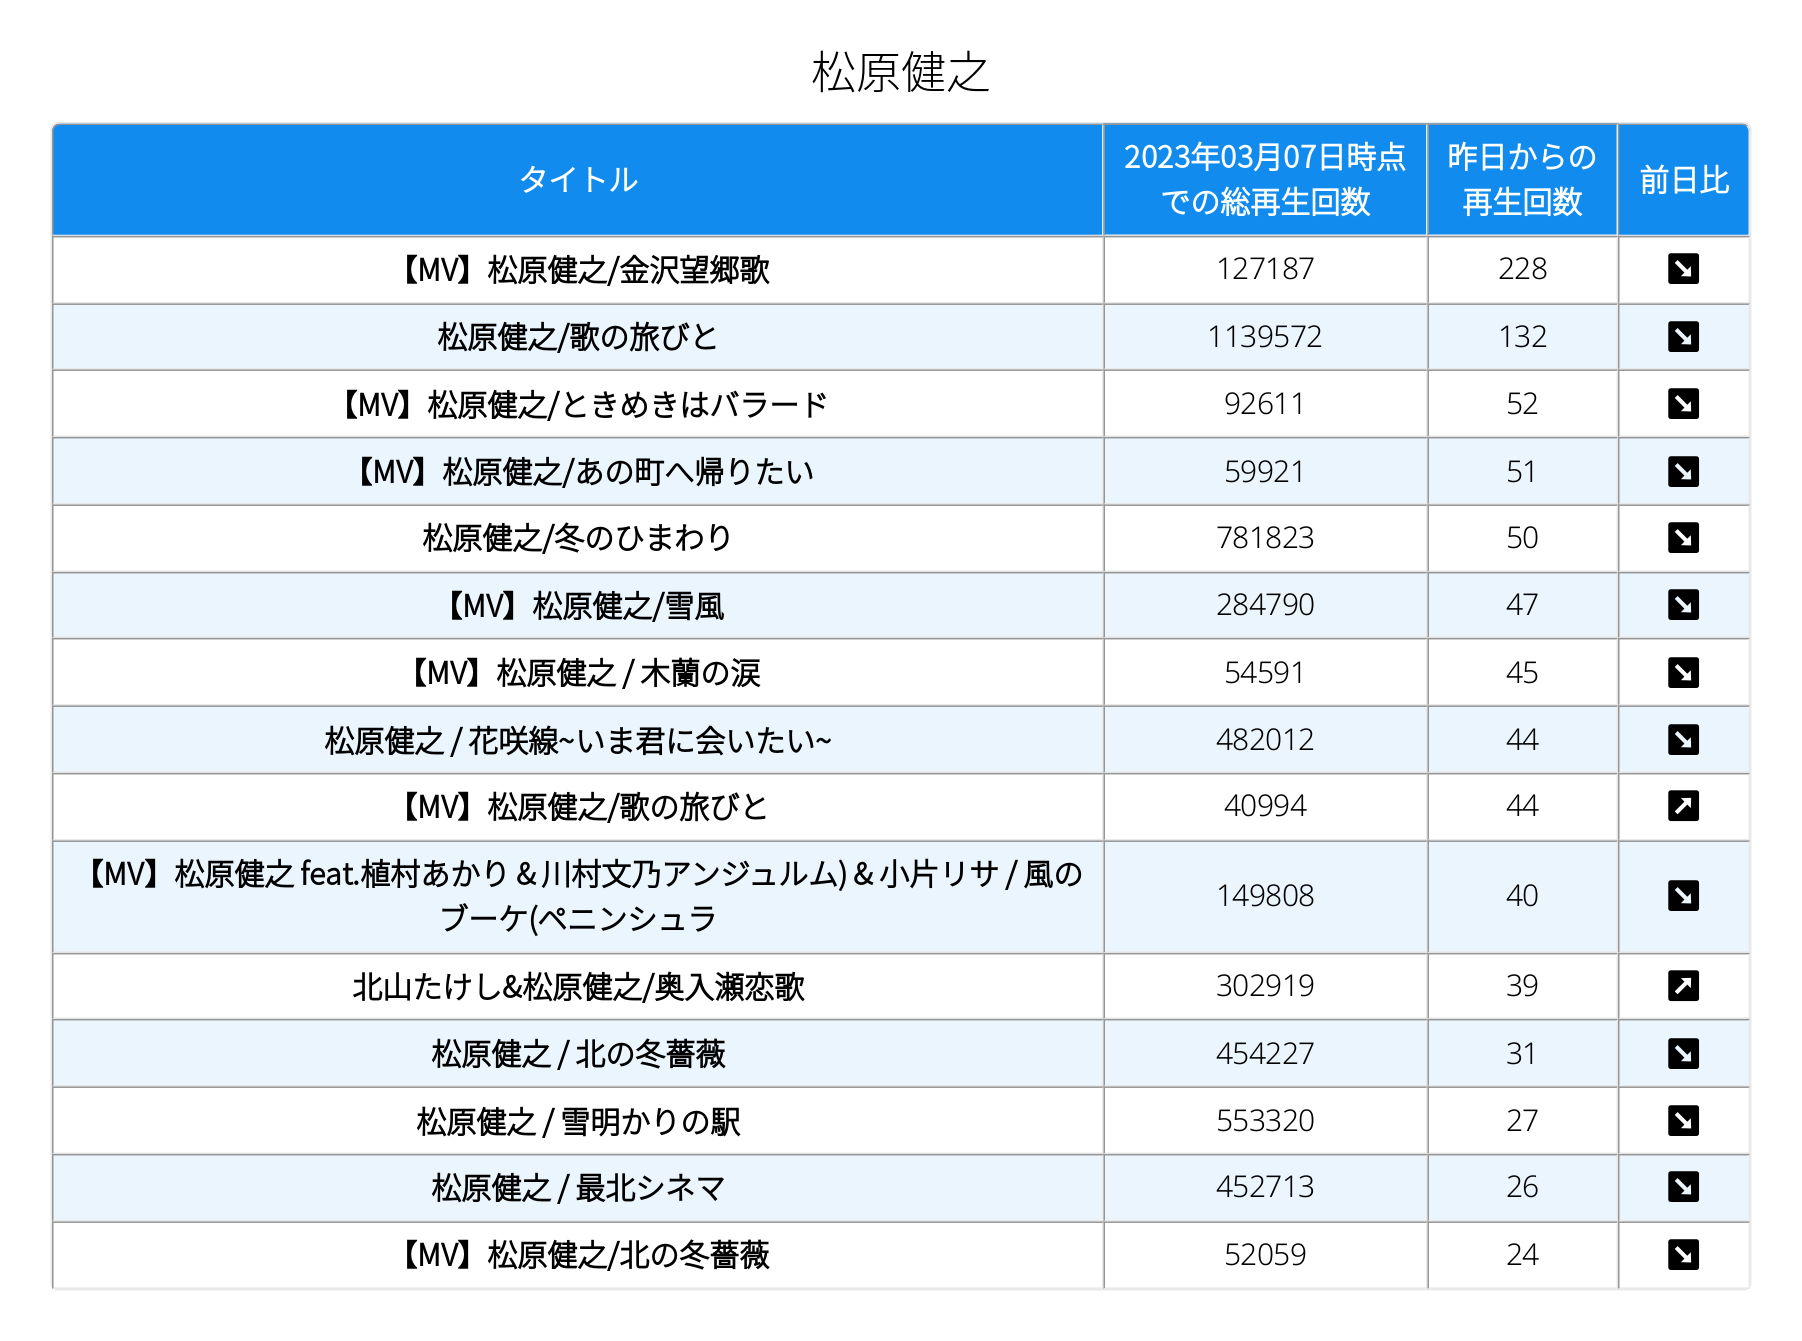 松原健之
タイトル
2023年03月07日時点
での総再生回数
昨日からの
再生回数
前日比
【MV】松原健之/金沢望郷歌 127187 228
松原健之/歌の旅びと 1139572 132
【MV】松原健之/ときめきはバラード 92611 52
【MV】松原健之/あの町へ帰りたい 59921 51
松原健之/冬のひまわり 781823 50
【MV】松原健之/雪風 284790 47
【MV】松原健之 / 木蘭の涙 54591 45
松原健之 / 花咲線~いま君に会いたい~ 482012 44
【MV】松原健之/歌の旅びと 40994 44
【MV】松原健之 feat.植村あかり & 川村文乃アンジュルム) & 小片リサ / 風の
ブーケ(ペニンシュラ 149808 40
北山たけし&松原健之/奥入瀬恋歌 302919 39
松原健之 / 北の冬薔薇 454227 31
松原健之 / 雪明かりの駅 553320 27
松原健之 / 最北シネマ 452713 26
【MV】松原健之/北の冬薔薇 52059 24